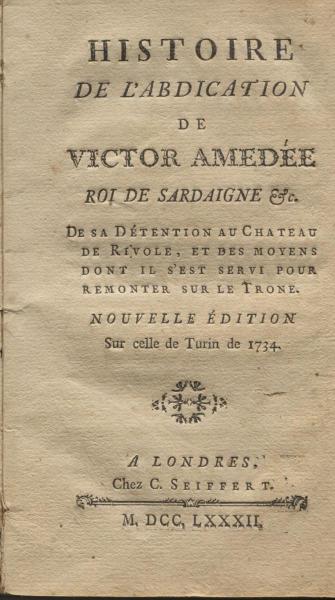 HISTOIRE
DE L'ABDICATION
DE
VICTOR AMEDÉE
ROI DE SARDAIGNE &c.
DE SA DÉTENTION AU CHATEAU
DE RIVOLE, ET DES MOYENS
DONT IL S'EST SERVI POUR
REMONTER SUR LE TRONE.
NOUVELLE ÉDITION
Sur celle de Turin de 1734.
A LONDRES,
Chez C. SEIFFERT.
M. DCC, LXXXII.